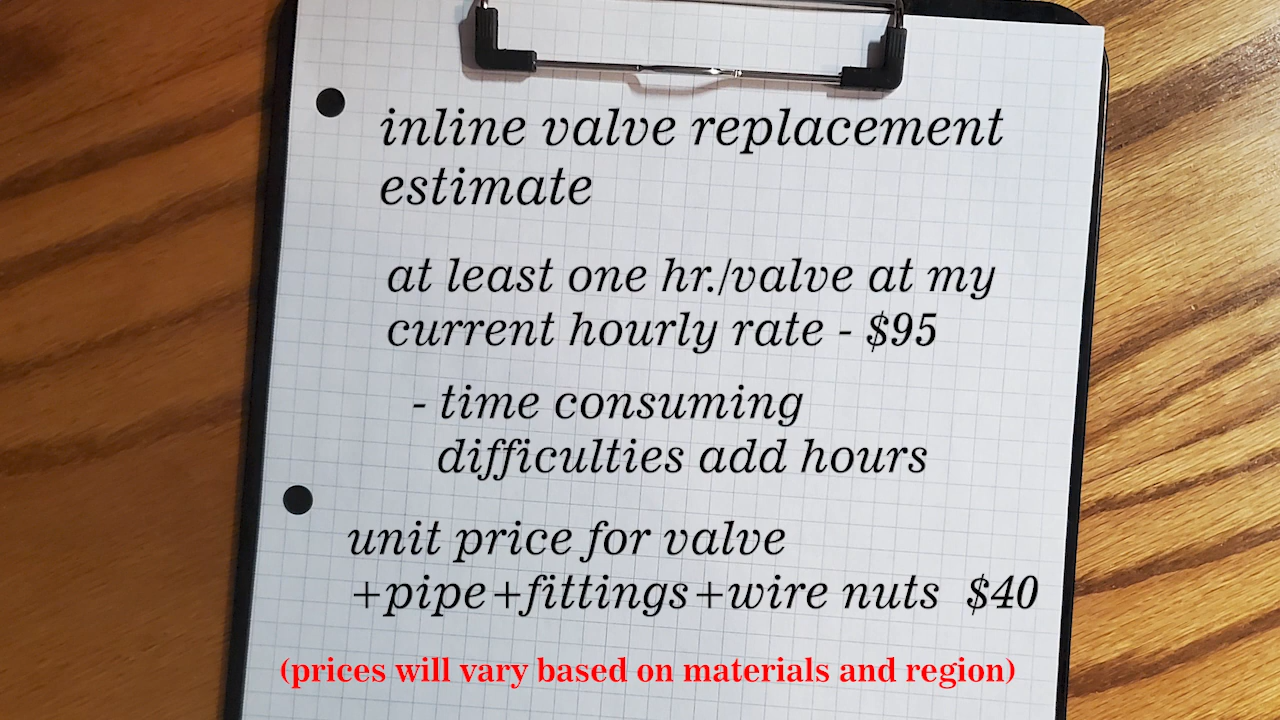 inline valve replacement
estimate
at least one hr./valve at my
current hourly rate - $95
- time consuming
difficulties add hours
unit price for valve
+pipe+fittings+wire nuts $40
(prices will vary based on materials and region)